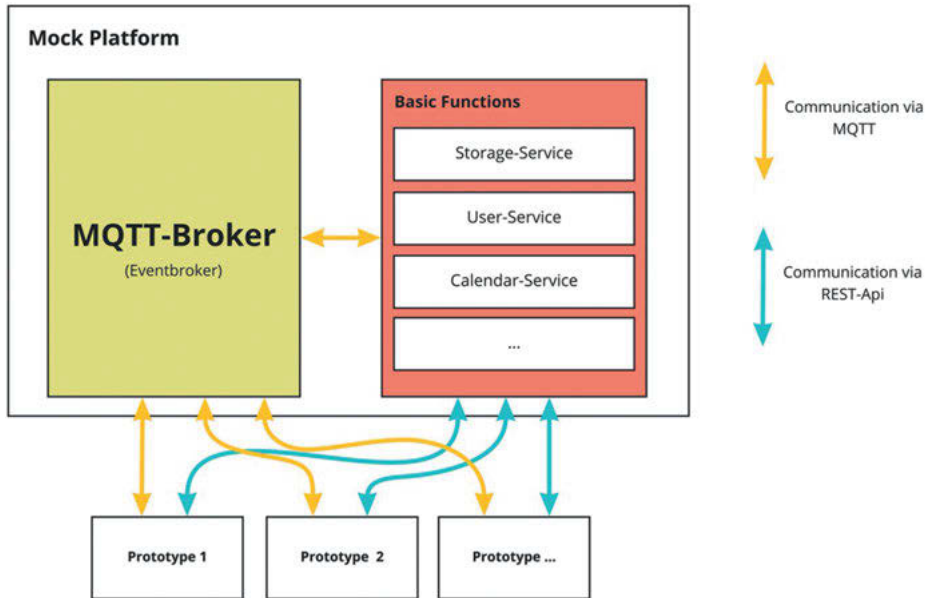 Mock Platform
MQTT-Broker
(Eventbroker)
Basic Functions
Storage-Service
User-Service
Calendar-Service
...
Communication via
MQTT
Communication via
REST-Api
Prototype 1
Prototype 2
Prototype ...